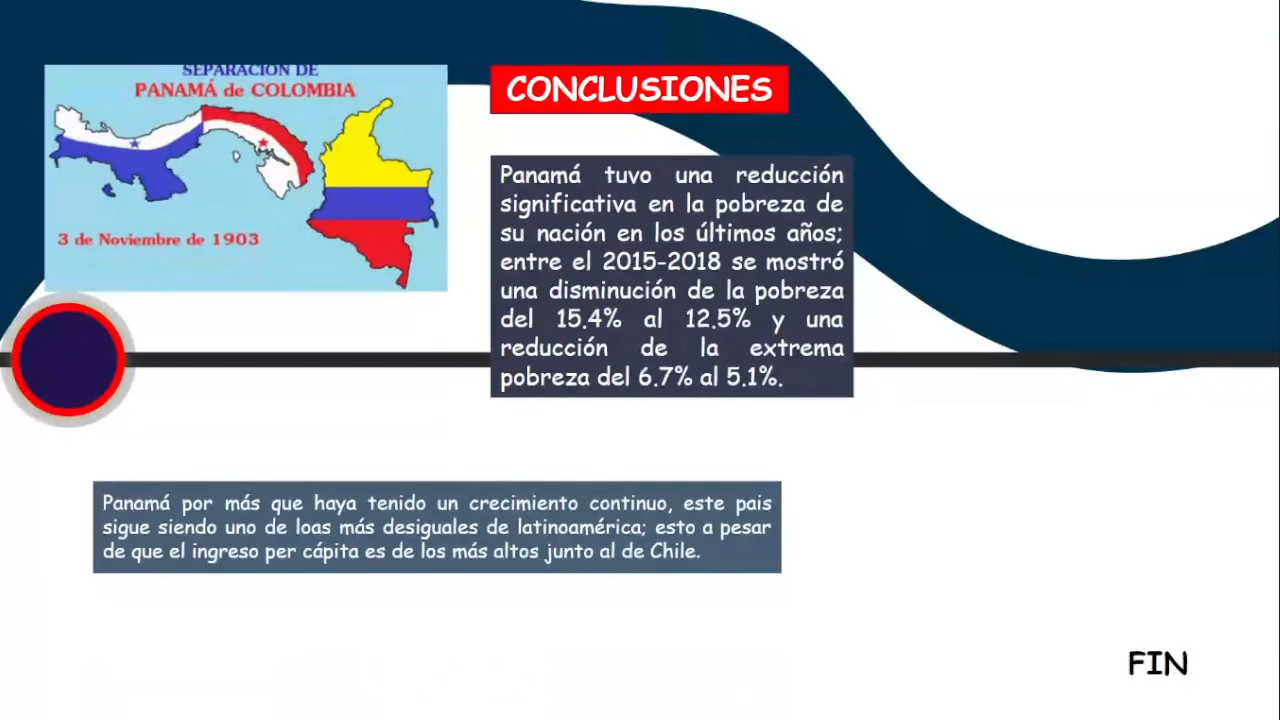 SEPARACIÓN DE
PANAMÁ de COLOMBIA
3 de Noviembre de 1903
CONCLUSIONES
Panamá tuvo una reducción
significativa en la pobreza de
su nación en los últimos años;
entre el 2015-2018 se mostró
una disminución de la pobreza
del 15.4% al 12.5% y una
reducción de la extrema
pobreza del 6.7% al 5.1%.
Panamá por más que haya tenido un crecimiento continuo, este pais
sigue siendo uno de loas más desiguales de latinoamérica; esto a pesar
de que el ingreso per cápita es de los más altos junto al de Chile.
FIN